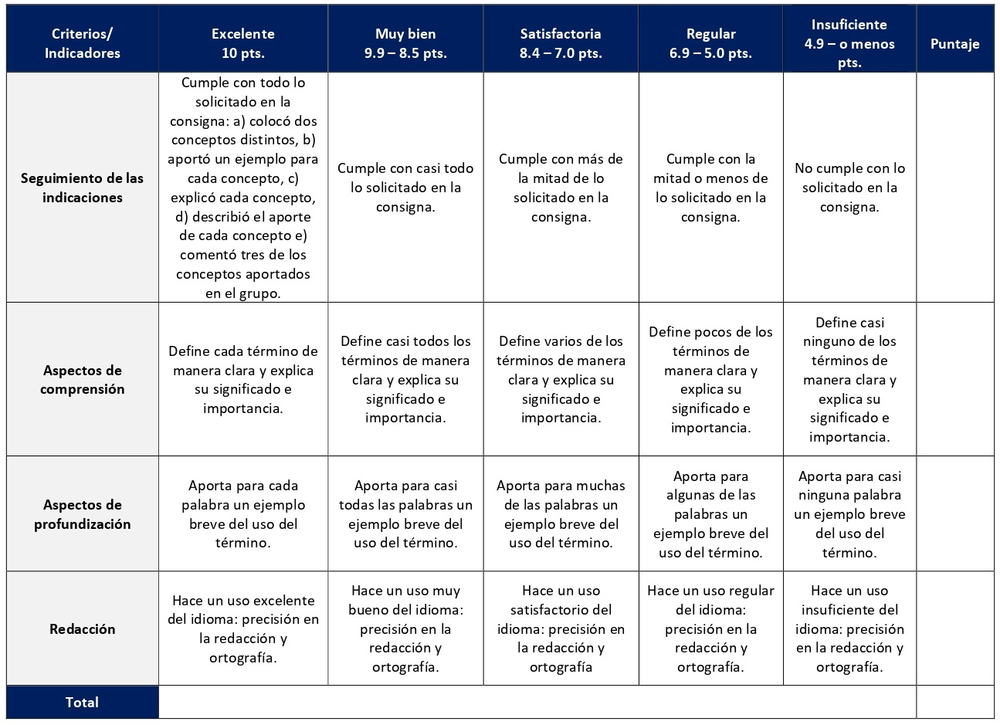 Criterios/
Indicadores
Excelente
10 pts.
Muy bien
9.9 – 8.5 pts.
Satisfactoria
8.4 – 7.0 pts.
Regular
6.9 – 5.0 pts.
Insuficiente
4.9 – o menos
pts.
Puntaje
Seguimiento de las
indicaciones
Cumple con todo lo
solicitado en la
consigna: a) colocó dos
conceptos distintos, b)
aportó un ejemplo para
cada concepto, c)
explicó cada concepto,
d) describió el aporte
de cada concepto e)
comentó tres de los
conceptos aportados
en el grupo.
Cumple con casi todo
lo solicitado en la
consigna.
Cumple con más de
la mitad de lo
solicitado en la
consigna.
Cumple con la
mitad o menos de
lo solicitado en la
consigna.
No cumple con lo
solicitado en la
consigna.
Aspectos de
comprensión
Define cada término de
manera clara y explica
su significado e
importancia.
Define casi todos los
términos de manera
clara y explica su
significado e
importancia.
Define varios de los
términos de manera
clara y explica su
significado e
importancia.
Define pocos de los
términos de
manera clara y
explica su
significado e
importancia.
Define casi
ninguno de los
términos de
manera clara y
explica su
significado e
importancia.
Aspectos de
profundización
Aporta para cada
palabra un ejemplo
breve del uso del
término.
Aporta para casi
todas las palabras un
ejemplo breve del
uso del término.
Aporta para muchas
de las palabras un
ejemplo breve del
uso del término.
Aporta para
algunas de las
palabras un
ejemplo breve del
uso del término.
Aporta para casi
ninguna palabra
un ejemplo breve
del uso del
término.
Redacción
Hace un uso excelente
del idioma: precisión en
la redacción y
ortografía.
Hace un uso muy
bueno del idioma:
precisión en la
redacción y
ortografía.
Hace un uso
satisfactorio del
idioma: precisión en
la redacción y
ortografía
Hace un uso regular
del idioma:
precisión en la
redacción y
ortografía.
Hace un uso
insuficiente del
idioma: precisión
en la redacción y
ortografía.
Total